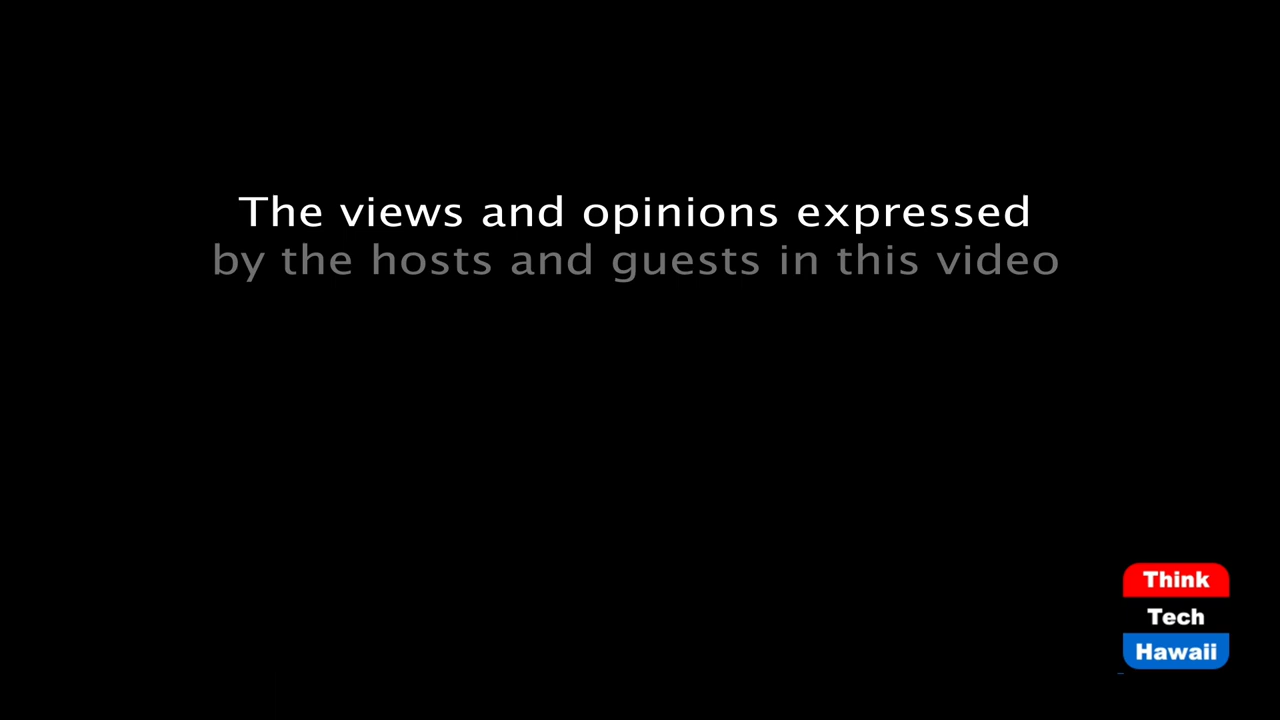 The views and opinions expressed
by the hosts and guests in this video
Think
Tech
Hawaii